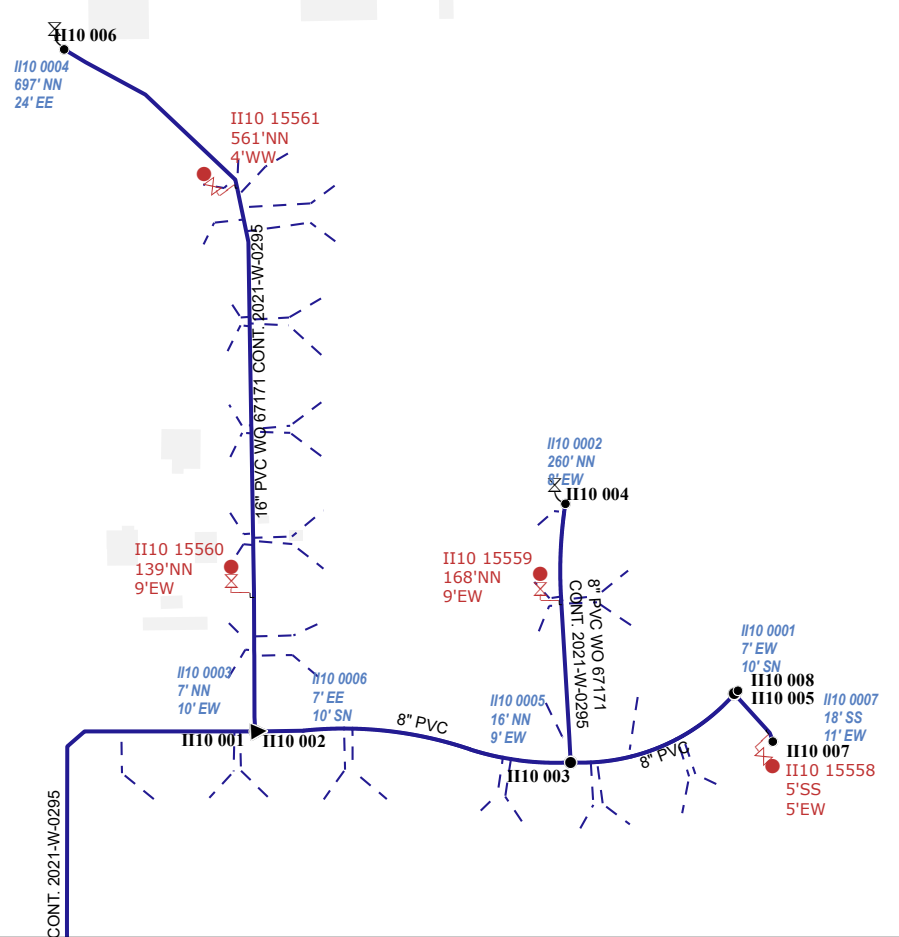 II10 006
II10 0004
697' NN
24' EE
II10 15561
561'NN
4'WW
16" PVC WO 67171 CONT. 2021-W-0295
II10 0002
260' NN
8' EW
II10 004
II10 15560
139'NN
9'EW
II10 15559
168'NN
9'EW
8" PVC WO 67171
CONT. 2021-W-0295
II10 0001
7' EW
10' SN
II10 008
II10 005
II10 0003
7' NN
10' EW
II10 0006
7' EE
10' SN
II10 0005
16' NN
9' EW
II10 0007
18' SS
11' EW
8" PVC
II10 001
II10 002
II10 003
8" PVC
II10 007
II10 15558
5'SS
5'EW
CONT. 2021-W-0295